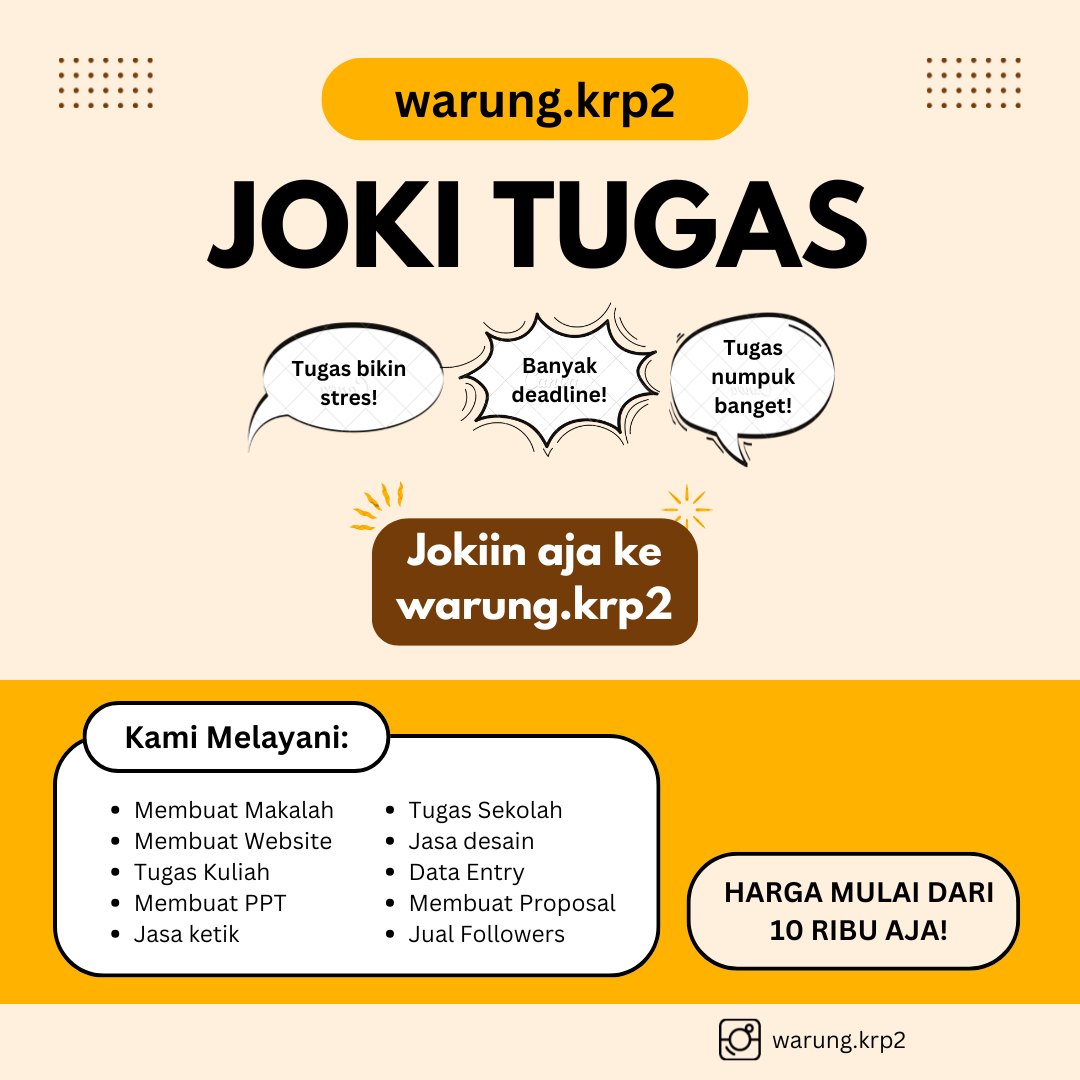 warung.krp2
JOKI TUGAS
Tugas bikin
stres!
Banyak
deadline!
Tugas
numpuk
banget!
Jokiin aja ke
warung.krp2
Kami Melayani:
Membuat Makalah
Membuat Website
Tugas Kuliah
Membuat PPT
Jasa ketik
Tugas Sekolah
Jasa desain
Data Entry
Membuat Proposal
Jual Followers
HARGA MULAI DARI
10 RIBU AJA!
warung.krp2